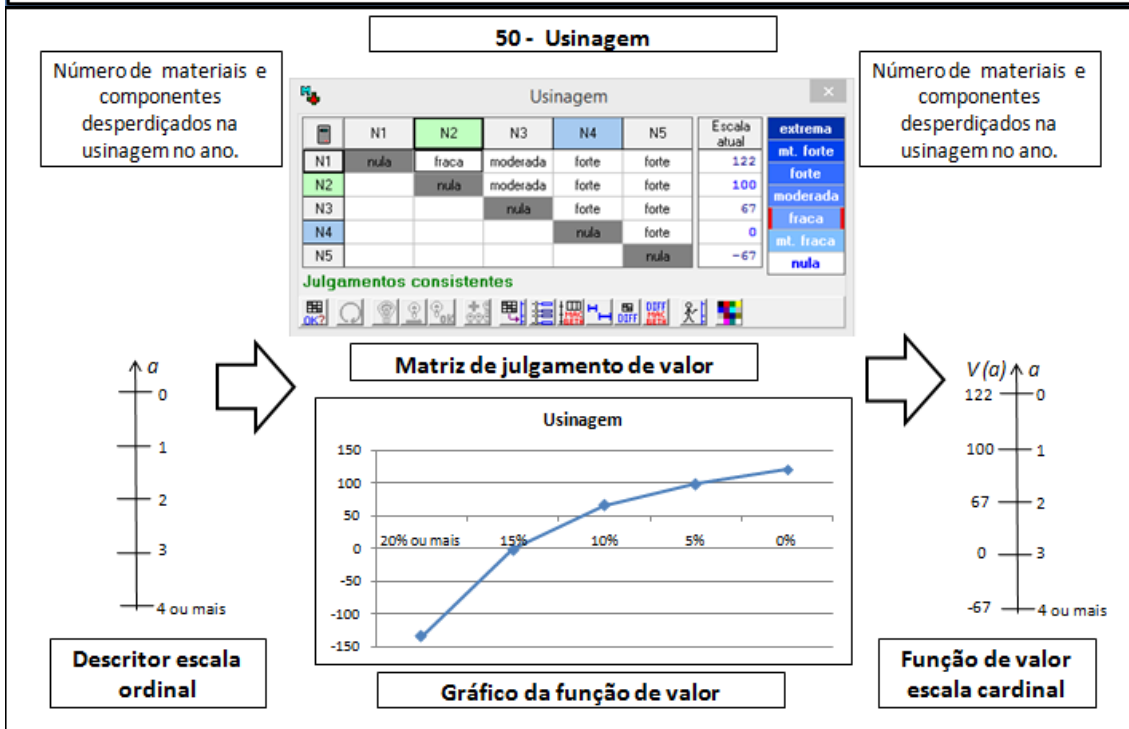 50 - Usinagem
Número de materiais e
componentes
desperdiçados na
usinagem no ano.
Usinagem
N1 N2 N3 N4 N5 Escala atual
N1 nula fraca moderada forte forte 122
N2 nula moderada forte forte 100
N3 nula forte forte 67
N4 nula forte 0
N5 nula -67
extrema
mt. forte
forte
moderada
fraca
mt. fraca
nula
Julgamentos consistentes
OK? OK DIFF DIFF
Número de materiais e
componentes
desperdiçados na
usinagem no ano.
Matriz de julgamento de valor
a
0
1
2
3
4 ou mais
Descritor escala
ordinal
Usinagem
150
100
50
0
-50
-100
-150
20% ou mais 15% 10% 5% 0%
Gráfico da função de valor
V(a) a
122 0
100 1
67 2
0 3
-67 4 ou mais
Função de valor
escala cardinal